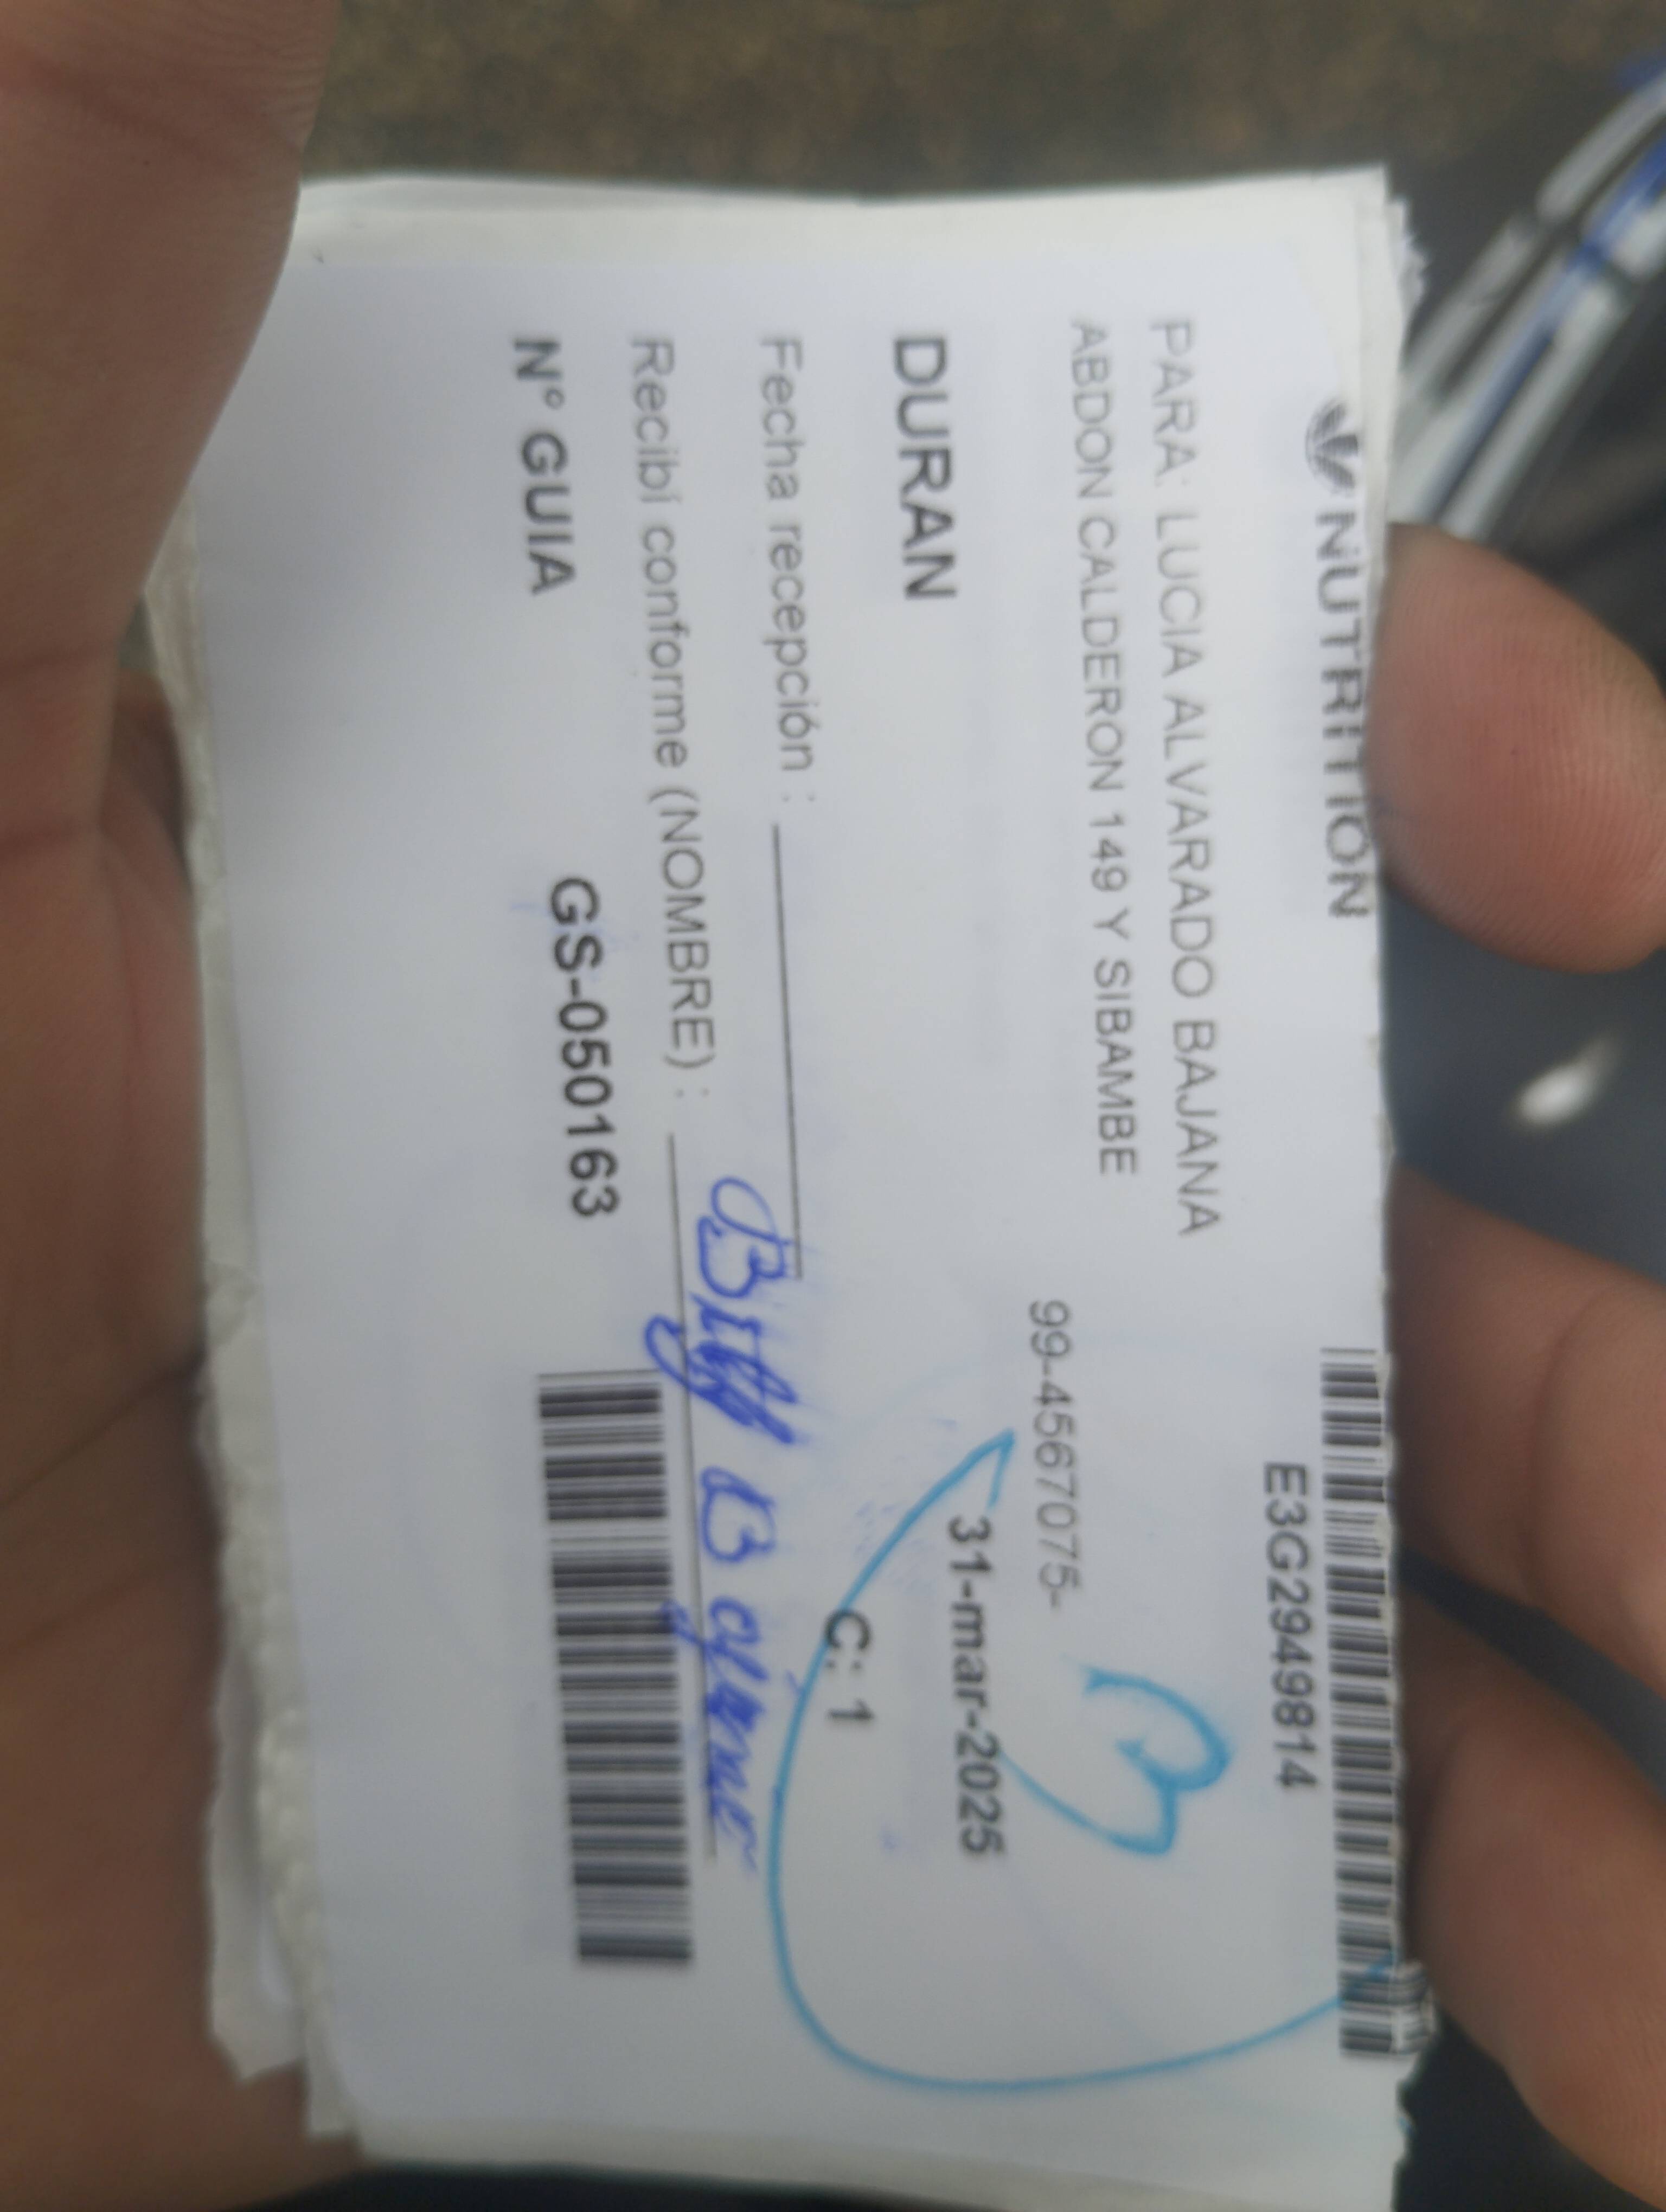 NUTRITION
E3G2949814
PARA: LUCIA ALVARADO BAJANA
ABDON CALDERON 149 Y SIBAMBE
99-4567075-
31-mar-2025
DURAN
C: 1
Fecha recepción :
Recibí conforme (NOMBRE) :
N° GUIA GS-050163